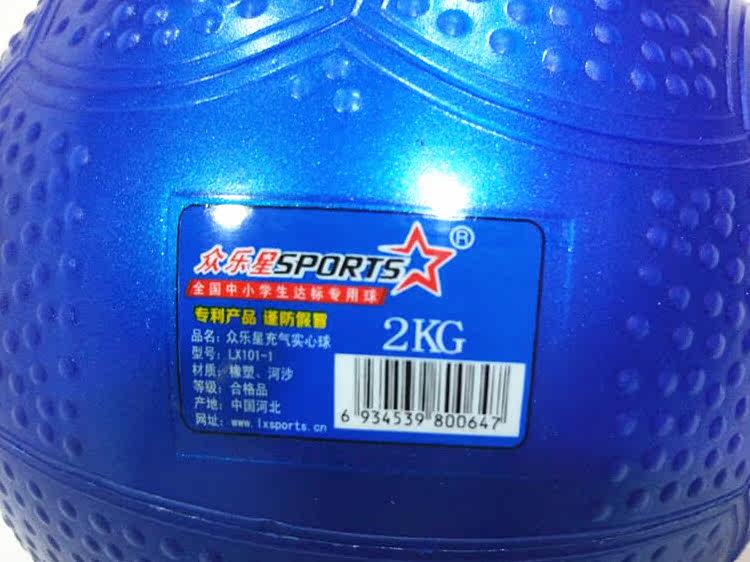 众乐星SPORTS®
全国中小学生达标专用球
专利产品 谨防假冒
品名: 众乐星充气实心球
2KG
型号: LX101-1
材质: 橡塑、河沙
等级: 合格品
产地: 中国河北
网址: www.lxsports.cn
6 934539 800647